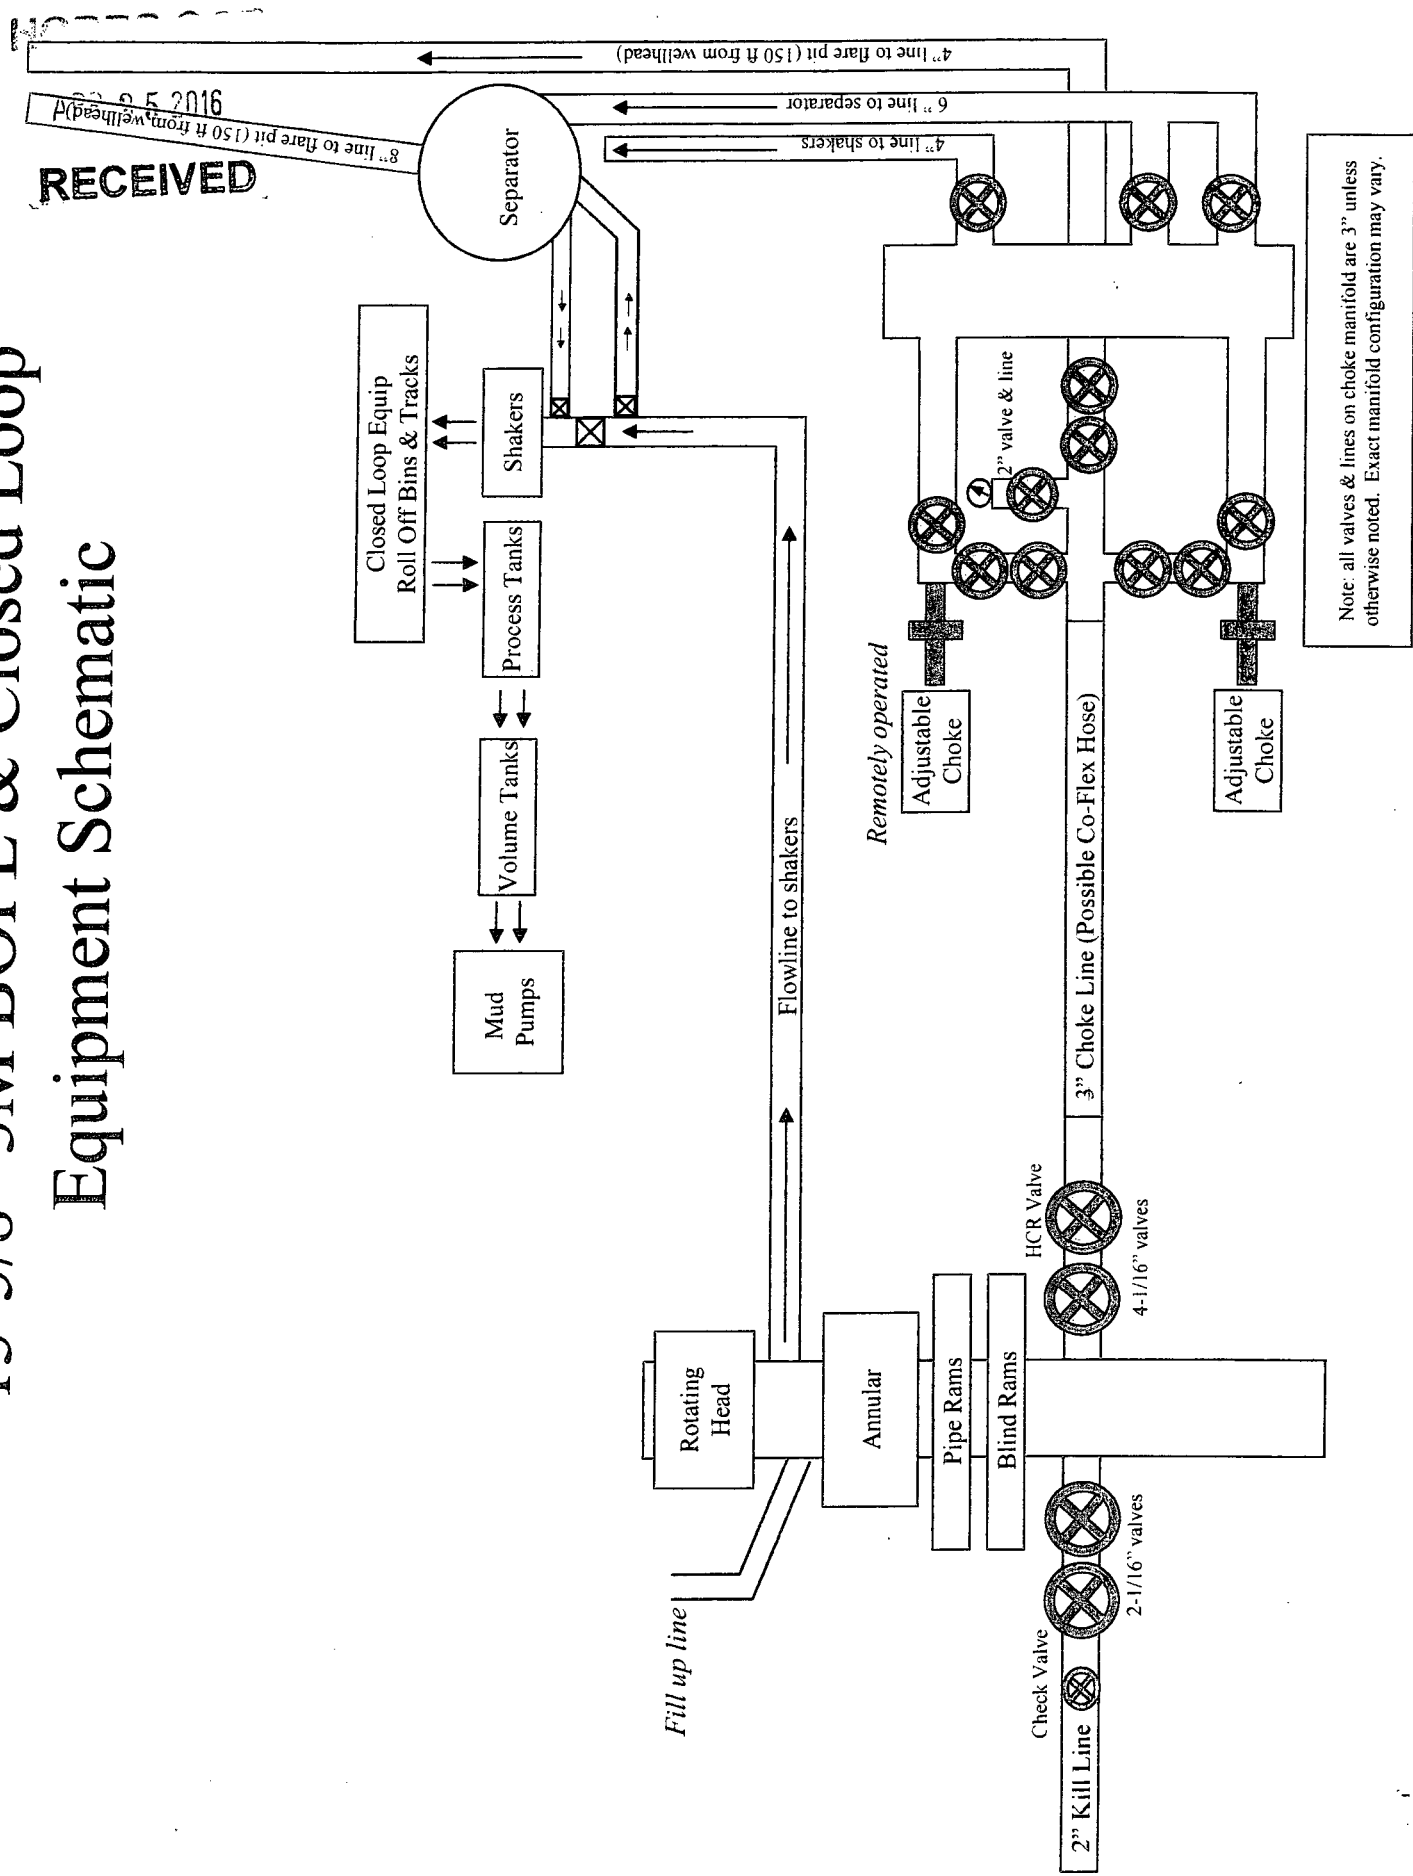 & Closed Loop
Equipment Schematic
2016
RECEIVED
4" line to flare pit (150 ft from wellhead)
8" line to flare pit (150 ft from wellhead)
6" line to separator
4" line to shakers
Separator
Closed Loop Equip
Roll Off Bins & Tracks
Shakers
Process Tanks
Volume Tanks
Mud
Pumps
Flowline to shakers
Rotating
Head
Fill up line
Annular
Pipe Rams
Blind Rams
HCR Valve
4-1/16" valves
Check Valve
2-1/16" valves
2" Kill Line
3" Choke Line (Possible Co-Flex Hose)
2" valve & line
Remotely operated
Adjustable
Choke
Adjustable
Choke
Note: all valves & lines on choke manifold are 3" unless
otherwise noted. Exact manifold configuration may vary.